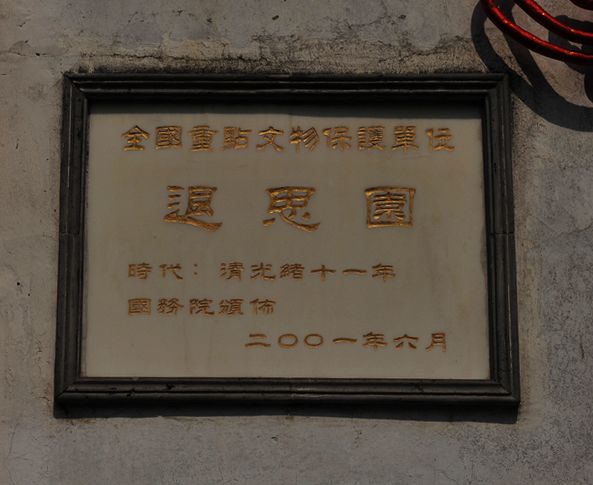 全國重點文物保護單位
退思園
時代：清光緒十一年
國務院頒佈
二〇〇一年六月